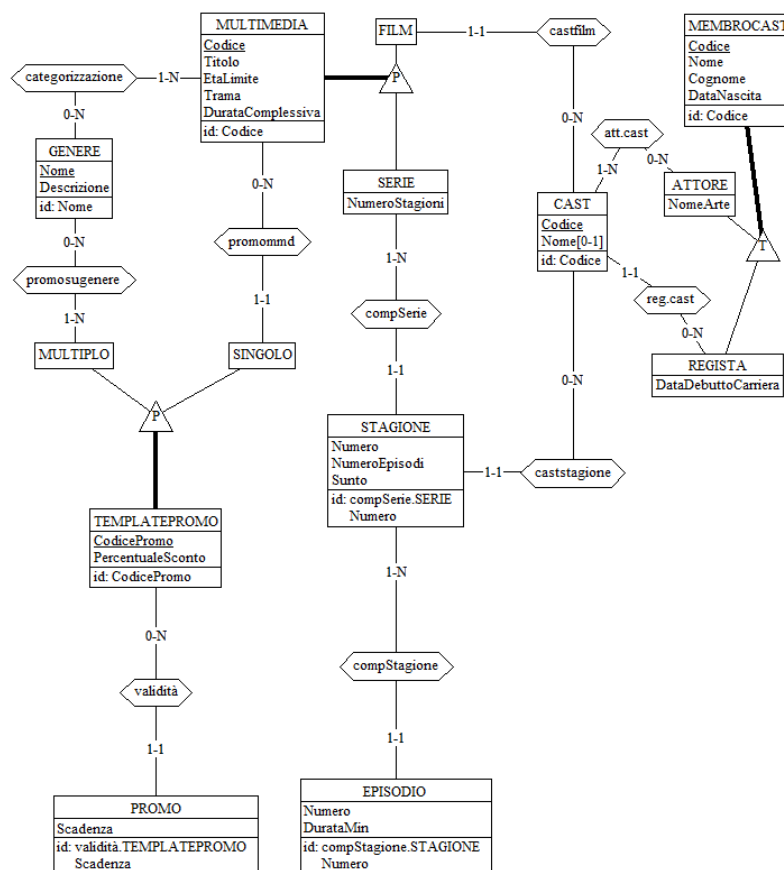 MULTIMEDIA
Codice
Titolo
EtaLimite
Trama
DurataComplessiva
id: Codice
FILM
1-1
castfilm
MEMBROCAST
Codice
Nome
Cognome
DataNascita
id: Codice
categorizzazione
1-N
P
0-N
GENERE
Nome
Descrizione
id: Nome
0-N
promosugenere
1-N
MULTIPLO
0-N
promommd
1-1
SINGOLO
P
SERIE
NumeroStagioni
1-N
compSerie
1-1
0-N
att.cast
1-N
0-N
ATTORE
NomeArte
CAST
Codice
Nome[0-1]
id: Codice
T
1-1
reg.cast
0-N
REGISTA
DataDebuttoCarriera
0-N
STAGIONE
Numero
NumeroEpisodi
Sunto
id: compSerie.SERIE
Numero
1-1
caststagione
TEMPLATEPROMO
CodicePromo
PercentualeSconto
id: CodicePromo
0-N
validità
1-1
PROMO
Scadenza
id: validità.TEMPLATEPROMO
Scadenza
1-N
compStagione
1-1
EPISODIO
Numero
DurataMin
id: compStagione.STAGIONE
Numero